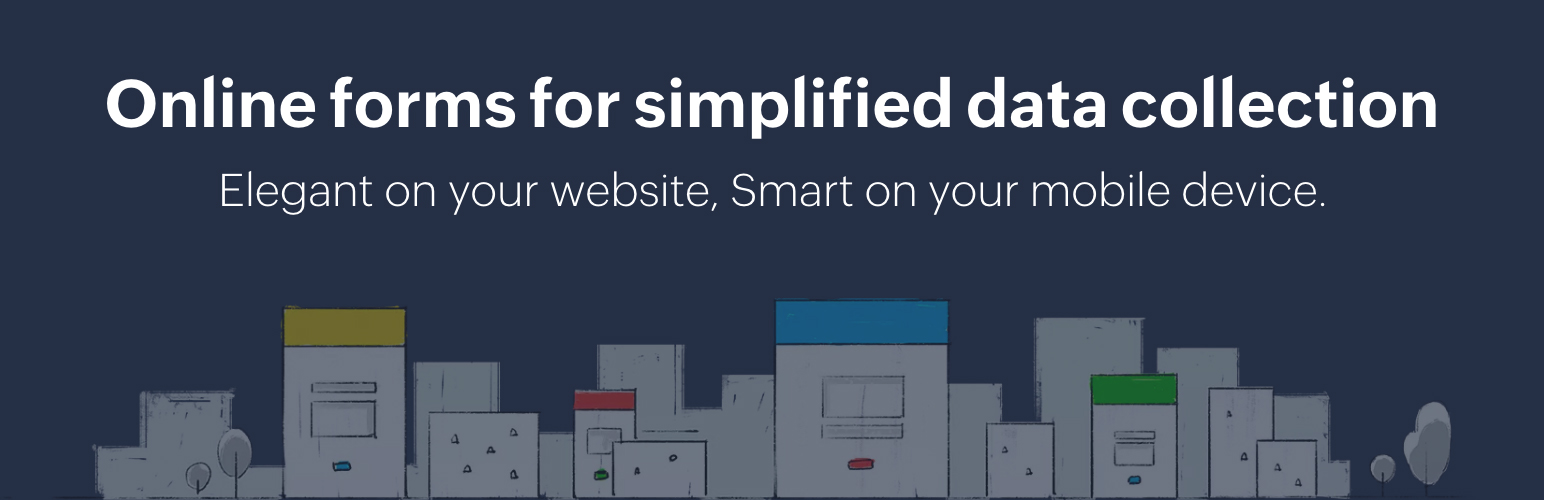 Online forms for simplified data collection
Elegant on your website, Smart on your mobile device.